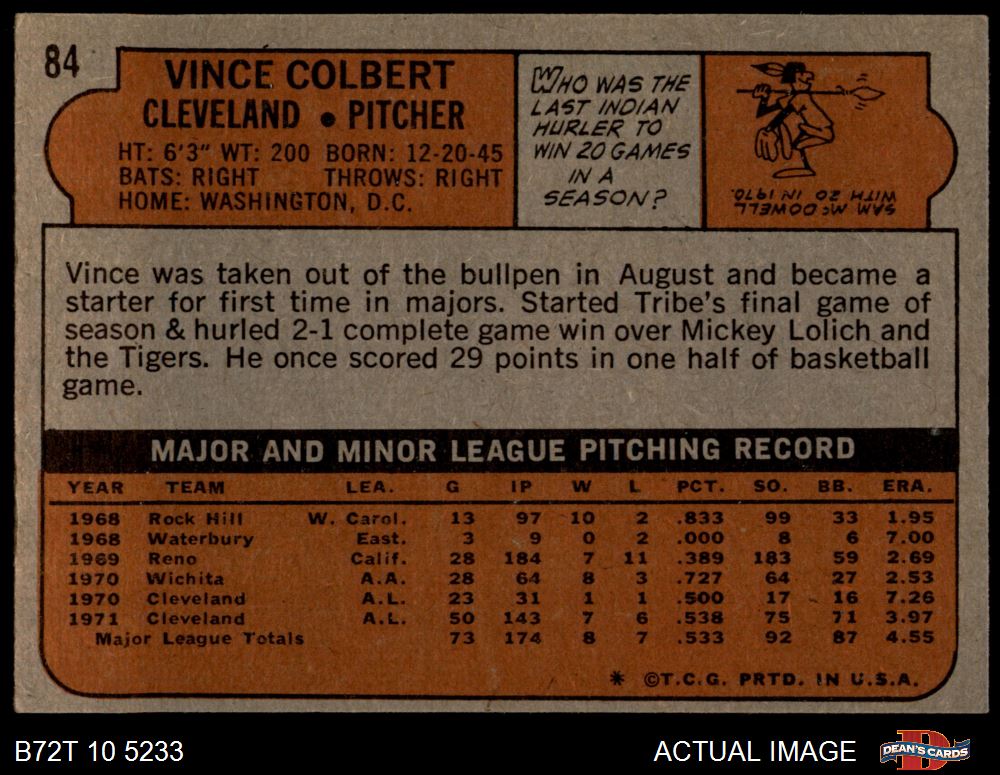 84
VINCE COLBERT
CLEVELAND • PITCHER
HT: 6'3" WT: 200 BORN: 12-20-45
BATS: RIGHT THROWS: RIGHT
HOME: WASHINGTON, D.C.
WHO WAS THE
LAST INDIAN
HURLER TO
WIN 20 GAMES
IN A
SEASON?
SAM McDOWELL
WITH 20 IN 1970.
Vince was taken out of the bullpen in August and became a
starter for first time in majors. Started Tribe's final game of
season & hurled 2-1 complete game win over Mickey Lolich and
the Tigers. He once scored 29 points in one half of basketball
game.
MAJOR AND MINOR LEAGUE PITCHING RECORD
YEAR TEAM LEA. G IP W L PCT. SO. BB. ERA.
1968 Rock Hill W. Carol. 13 97 10 2 .833 99 33 1.95
1968 Waterbury East. 3 9 0 2 .000 8 6 7.00
1969 Reno Calif. 28 184 7 11 .389 183 59 2.69
1970 Wichita A.A. 28 64 8 3 .727 64 27 2.53
1970 Cleveland A.L. 23 31 1 1 .500 17 16 7.26
1971 Cleveland A.L. 50 143 7 6 .538 75 71 3.97
Major League Totals 73 174 8 7 .533 92 87 4.55
* ©T.C.G. PRTD. IN U.S.A.
B72T 10 5233
ACTUAL IMAGE
DEAN'S CARDS